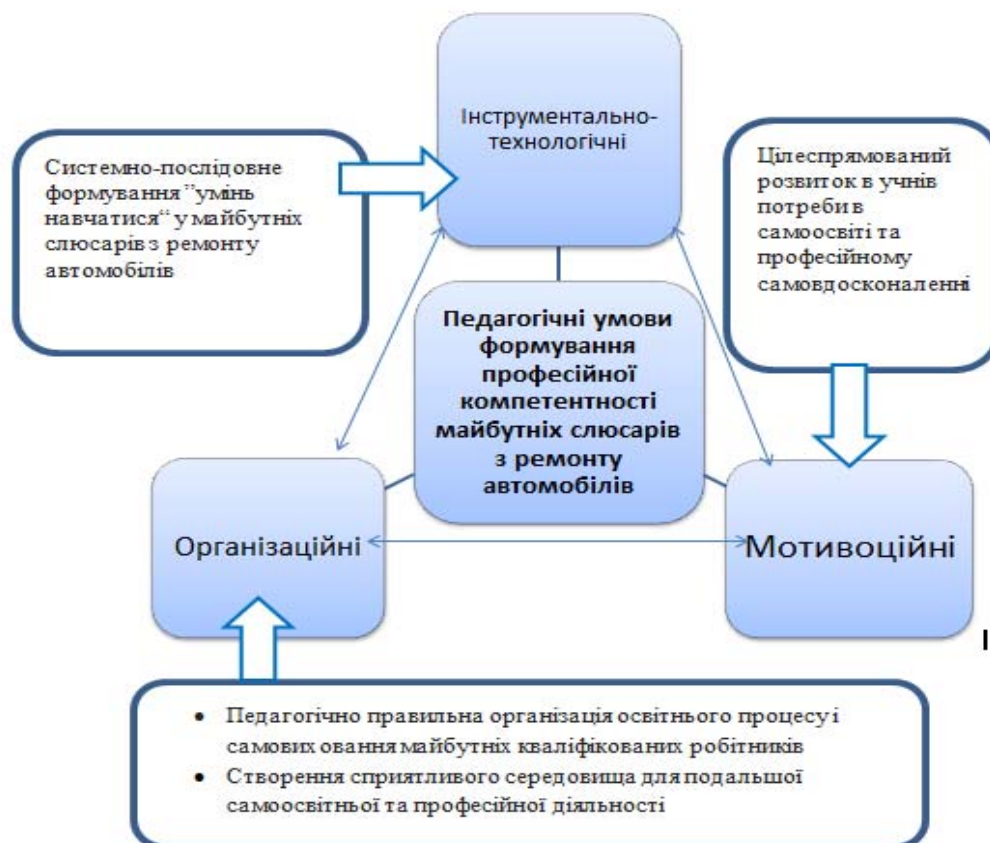 Інструментально-
технологічні
Системно-послідовне
формування ”умінь
навчатися“ у майбутніх
слюсарів з ремонту
автомобілів
Цілеспрямований
розвиток в учнів
потреби в
самоосвіті та
професійному
самовдосконаленні
Педагогічні умови
формування
професійної
компетентності
майбутніх слюсарів
з ремонту
автомобілів
Організаційні
Мотивоційні
І
• Педагогічно правильна організація освітнього процесу і
самовиховання майбутніх кваліфікованих робітників
• Створення сприятливого середовища для подальшої
самоосвітньої та професійної діяльності